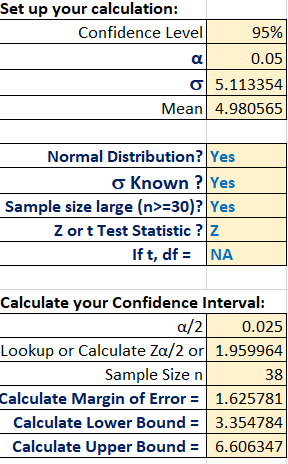 Set up your calculation:
Confidence Level 95%
α 0.05
σ 5.113354
Mean 4.980565
Normal Distribution? Yes
σ Known ? Yes
Sample size large (n>=30)? Yes
Z or t Test Statistic ? Z
If t, df = NA
Calculate your Confidence Interval:
α/2 0.025
Lookup or Calculate Zα/2 or 1.959964
Sample Size n 38
Calculate Margin of Error = 1.625781
Calculate Lower Bound = 3.354784
Calculate Upper Bound = 6.606347